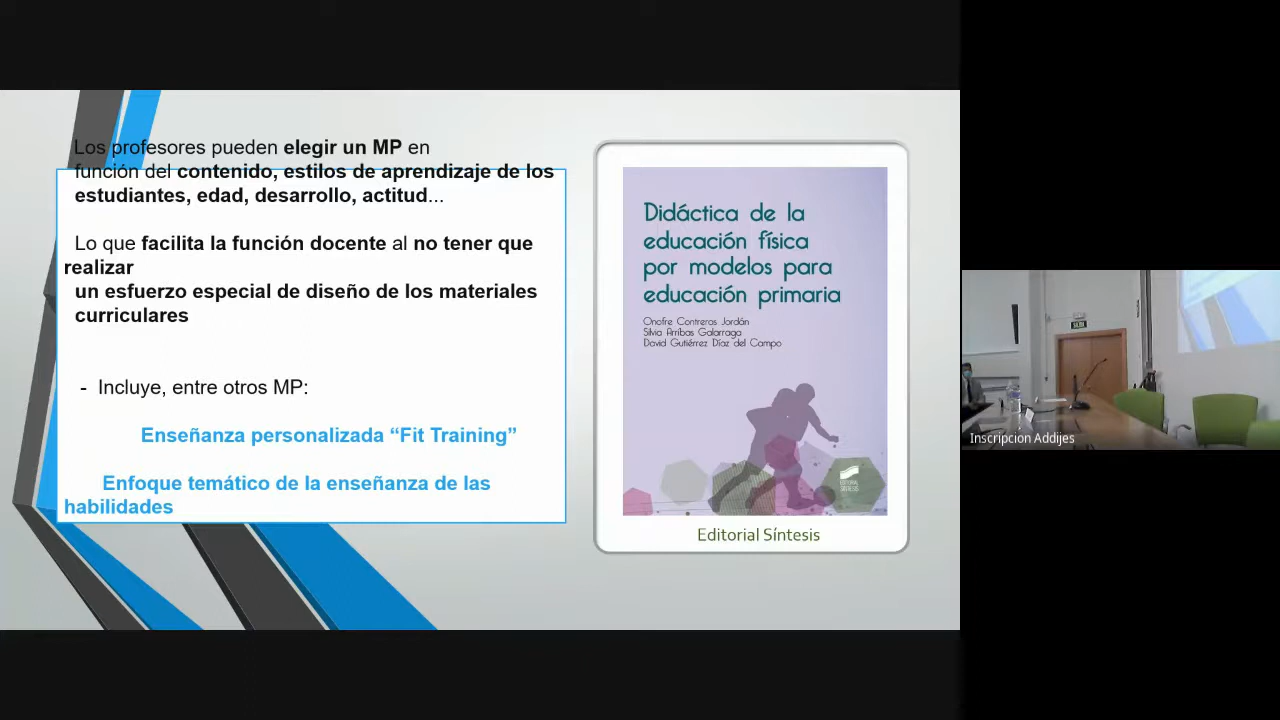 Los profesores pueden elegir un MP en
función del contenido, estilos de aprendizaje de los
estudiantes, edad, desarrollo, actitud...
Lo que facilita la función docente al no tener que
realizar
un esfuerzo especial de diseño de los materiales
curriculares
- Incluye, entre otros MP:
Enseñanza personalizada “Fit Training”
Enfoque temático de la enseñanza de las
habilidades
Didáctica de la
educación física
por modelos para
educación primaria
Onofre Contreras Jordán
Silvia Arribas Galarraga
David Gutiérrez Díaz del Campo
EDITORIAL
SÍNTESIS
Editorial Síntesis
SALIDA
Inscripcion Addijes